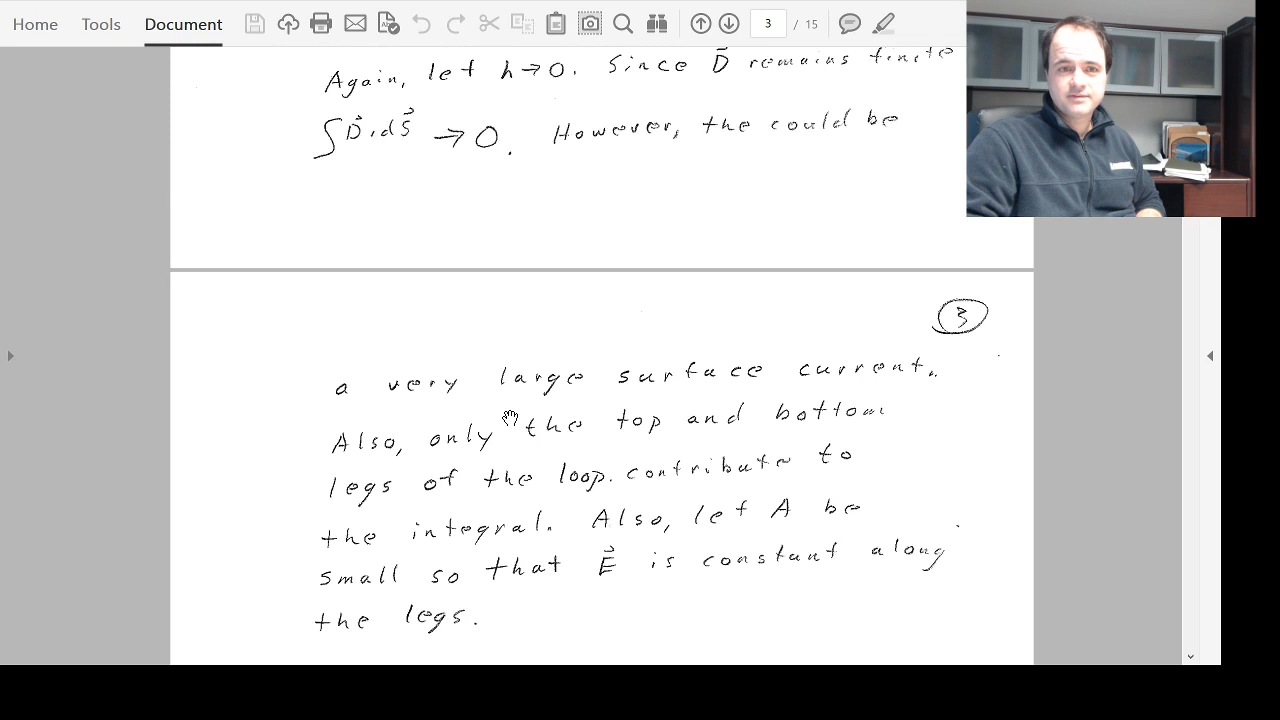 Home Tools Document 3 / 15
Again, let h→0. Since D⃗ remains finite
∫D⃗·dS⃗ → 0. However, the could be
3
a very large surface current.
Also, only the top and bottom
legs of the loop. contribute to
the integral. Also, let A be
small so that E⃗ is constant along
the legs.